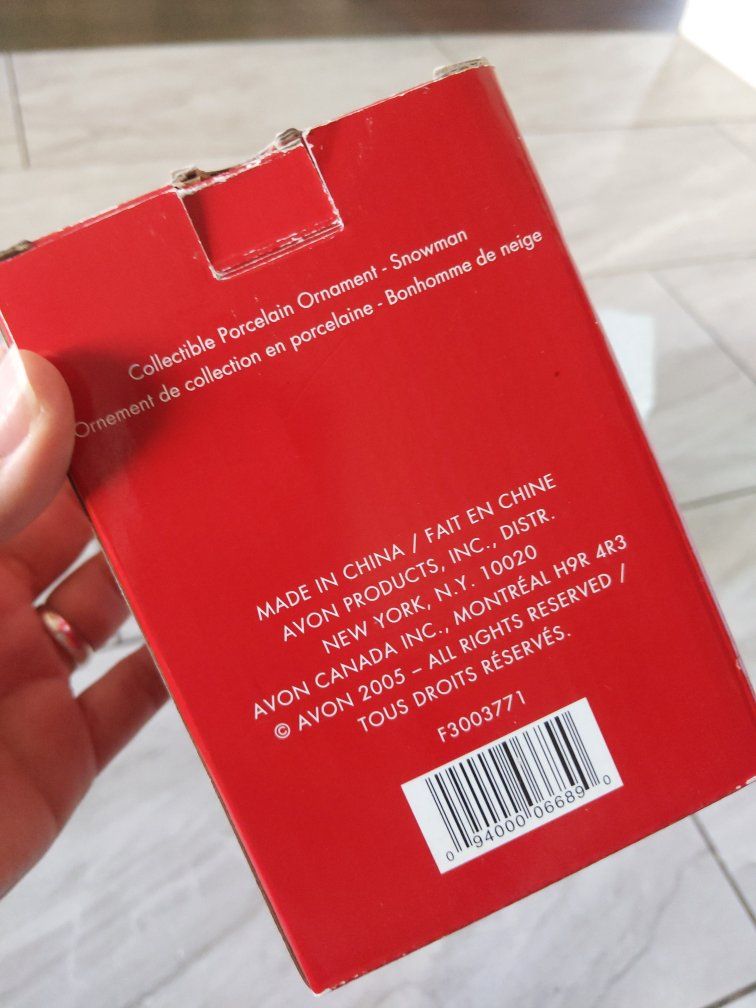 Collectible Porcelain Ornament - Snowman
Ornement de collection en porcelaine - Bonhomme de neige
MADE IN CHINA / FAIT EN CHINE
AVON PRODUCTS, INC., DISTR.
NEW YORK, N.Y. 10020
AVON CANADA INC., MONTRÉAL H9R 4R3
© AVON 2005 – ALL RIGHTS RESERVED /
TOUS DROITS RÉSERVÉS.
F3003771
0 94000 06689 0